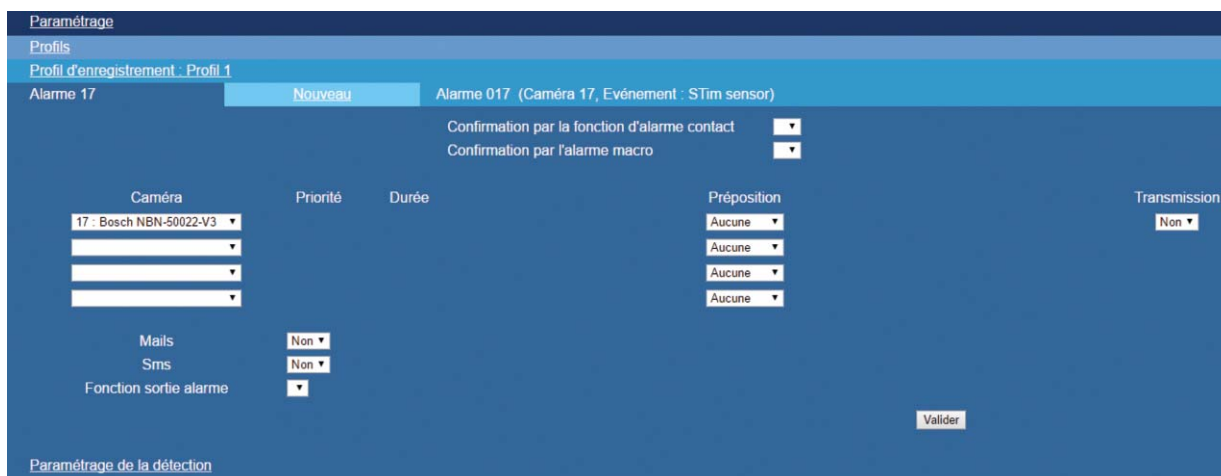 Paramétrage
Profils
Profil d'enregistrement : Profil 1
Alarme 17 Nouveau Alarme 017 (Caméra 17, Evénement : STim sensor)
Confirmation par la fonction d'alarme contact
Confirmation par l'alarme macro
Caméra Priorité Durée Préposition Transmission
17 : Bosch NBN-50022-V3 Aucune Non
Aucune
Aucune
Aucune
Mails Non
Sms Non
Fonction sortie alarme
Valider
Paramétrage de la détection